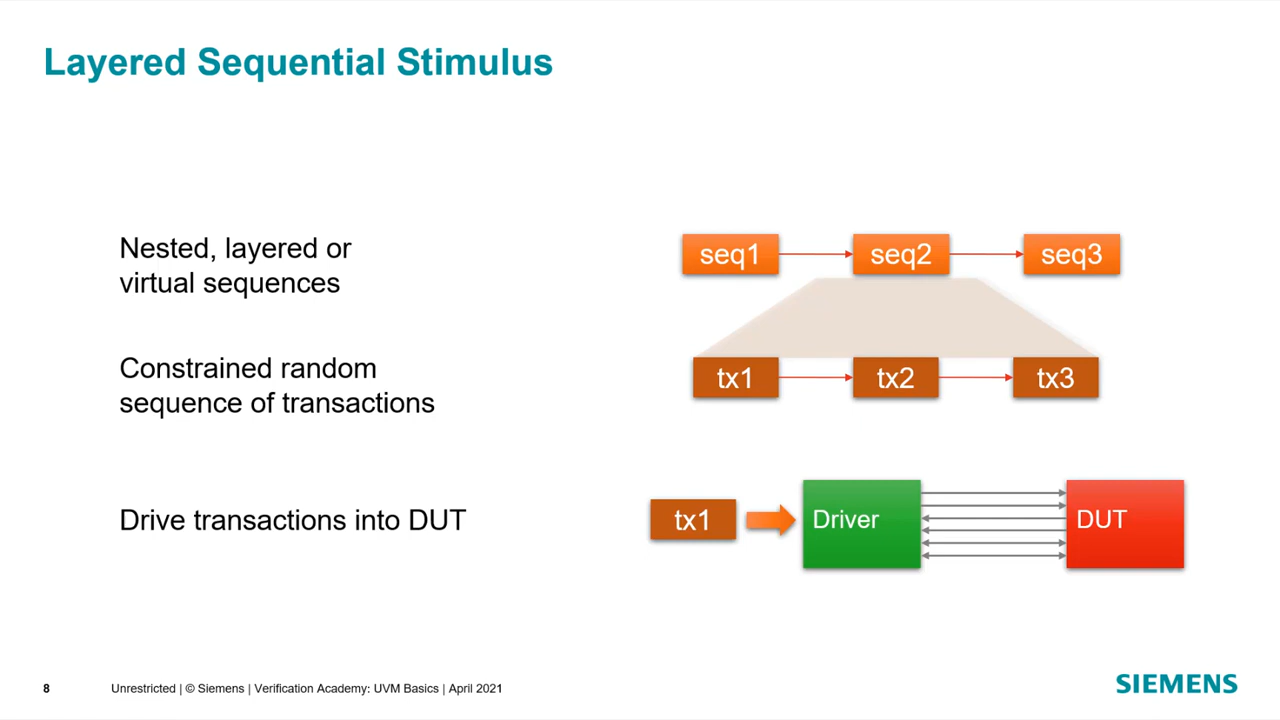 Layered Sequential Stimulus
Nested, layered or
virtual sequences
seq1
seq2
seq3
Constrained random
sequence of transactions
tx1
tx2
tx3
Drive transactions into DUT
tx1
Driver
DUT
8
Unrestricted | © Siemens | Verification Academy: UVM Basics | April 2021
SIEMENS